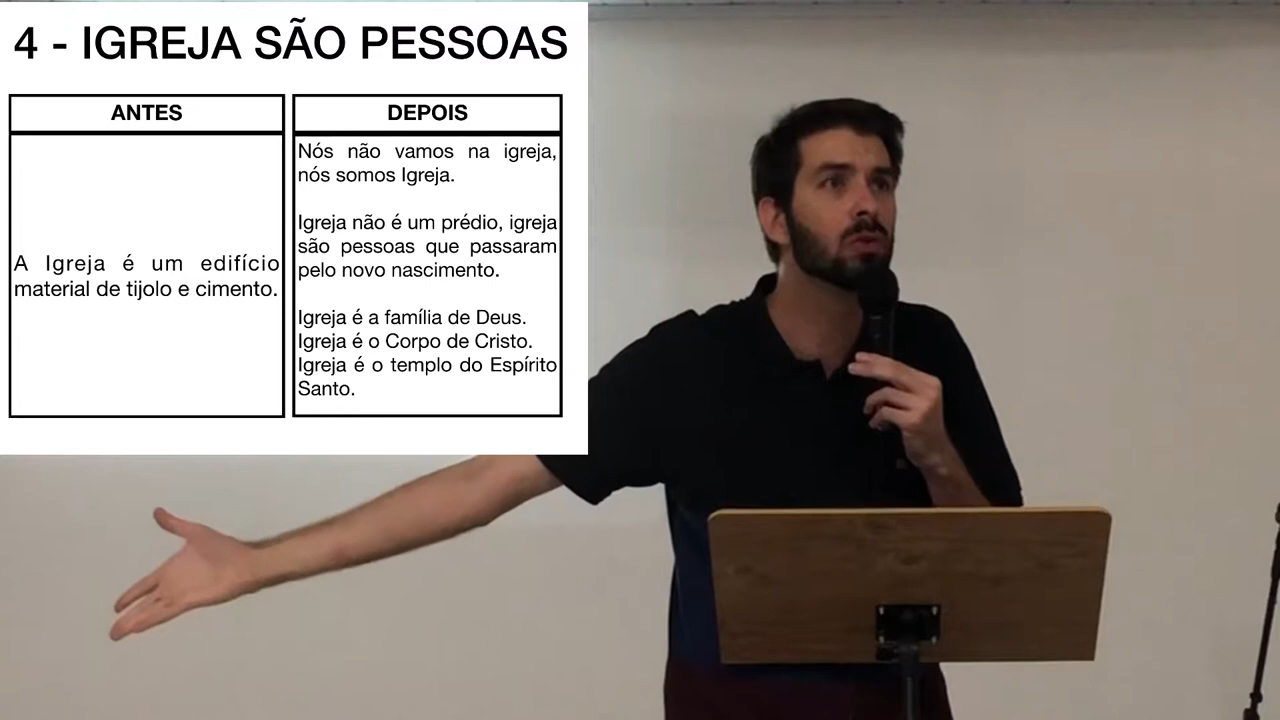 4 - IGREJA SÃO PESSOAS
ANTES
A Igreja é um edifício
material de tijolo e cimento.
DEPOIS
Nós não vamos na igreja,
nós somos Igreja.
Igreja não é um prédio, igreja
são pessoas que passaram
pelo novo nascimento.
Igreja é a família de Deus.
Igreja é o Corpo de Cristo.
Igreja é o templo do Espírito
Santo.